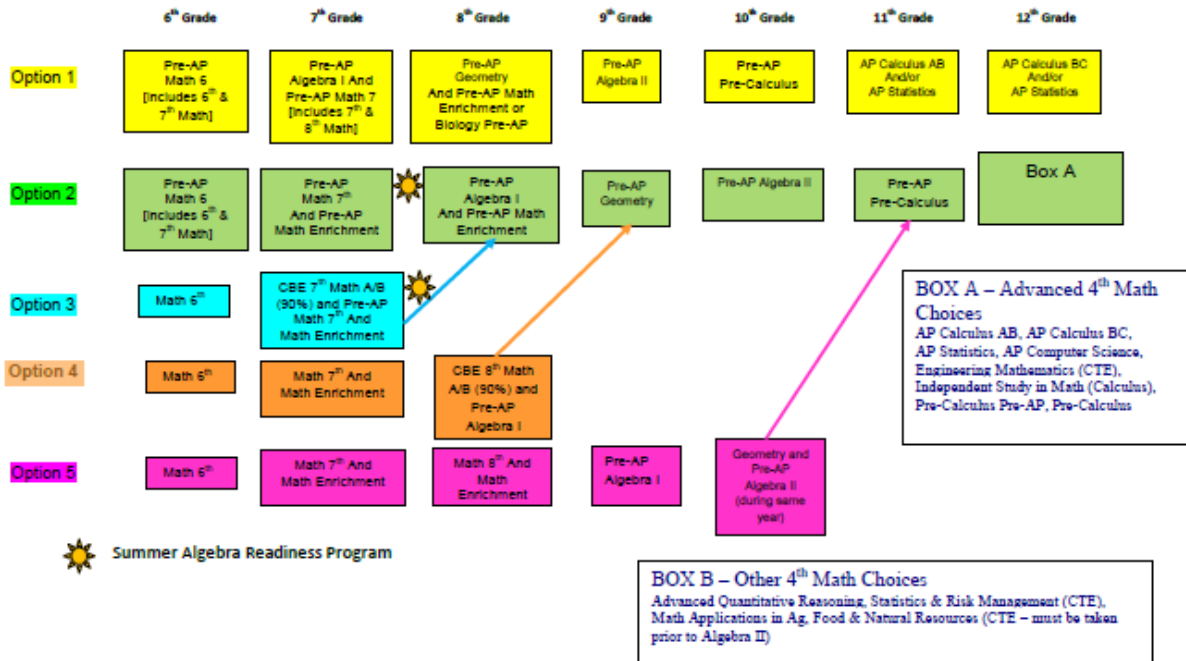 6th Grade
7th Grade
8th Grade
9th Grade
10th Grade
11th Grade
12th Grade
Option 1
Pre-AP
Math 6
[Includes 6th &
7th Math]
Pre-AP
Algebra I And
Pre-AP Math 7
[Includes 7th &
8th Math]
Pre-AP
Geometry
And Pre-AP Math
Enrichment or
Biology Pre-AP
Pre-AP
Algebra II
Pre-AP
Pre-Calculus
AP Calculus AB
And/or
AP Statistics
AP Calculus BC
And/or
AP Statistics
Option 2
Pre-AP
Math 6
[Includes 6th &
7th Math]
Pre-AP
Math 7th
And Pre-AP
Math Enrichment
Pre-AP
Algebra I
And Pre-AP Math
Enrichment
Pre-AP
Geometry
Pre-AP Algebra II
Pre-AP
Pre-Calculus
Box A
Option 3
Math 6th
CBE 7th Math A/B
(90%) and Pre-AP
Math 7th And
Math Enrichment
Option 4
Math 6th
Math 7th And
Math Enrichment
CBE 8th Math
A/B (90%) and
Pre-AP
Algebra I
Option 5
Math 6th
Math 7th And
Math Enrichment
Math 8th And
Math
Enrichment
Pre-AP
Algebra I
Geometry and
Pre-AP
Algebra II
(during same
year)
BOX A – Advanced 4th Math
Choices
AP Calculus AB, AP Calculus BC,
AP Statistics, AP Computer Science,
Engineering Mathematics (CTE),
Independent Study in Math (Calculus),
Pre-Calculus Pre-AP, Pre-Calculus
Summer Algebra Readiness Program
BOX B – Other 4th Math Choices
Advanced Quantitative Reasoning, Statistics & Risk Management (CTE),
Math Applications in Ag, Food & Natural Resources (CTE – must be taken
prior to Algebra II)